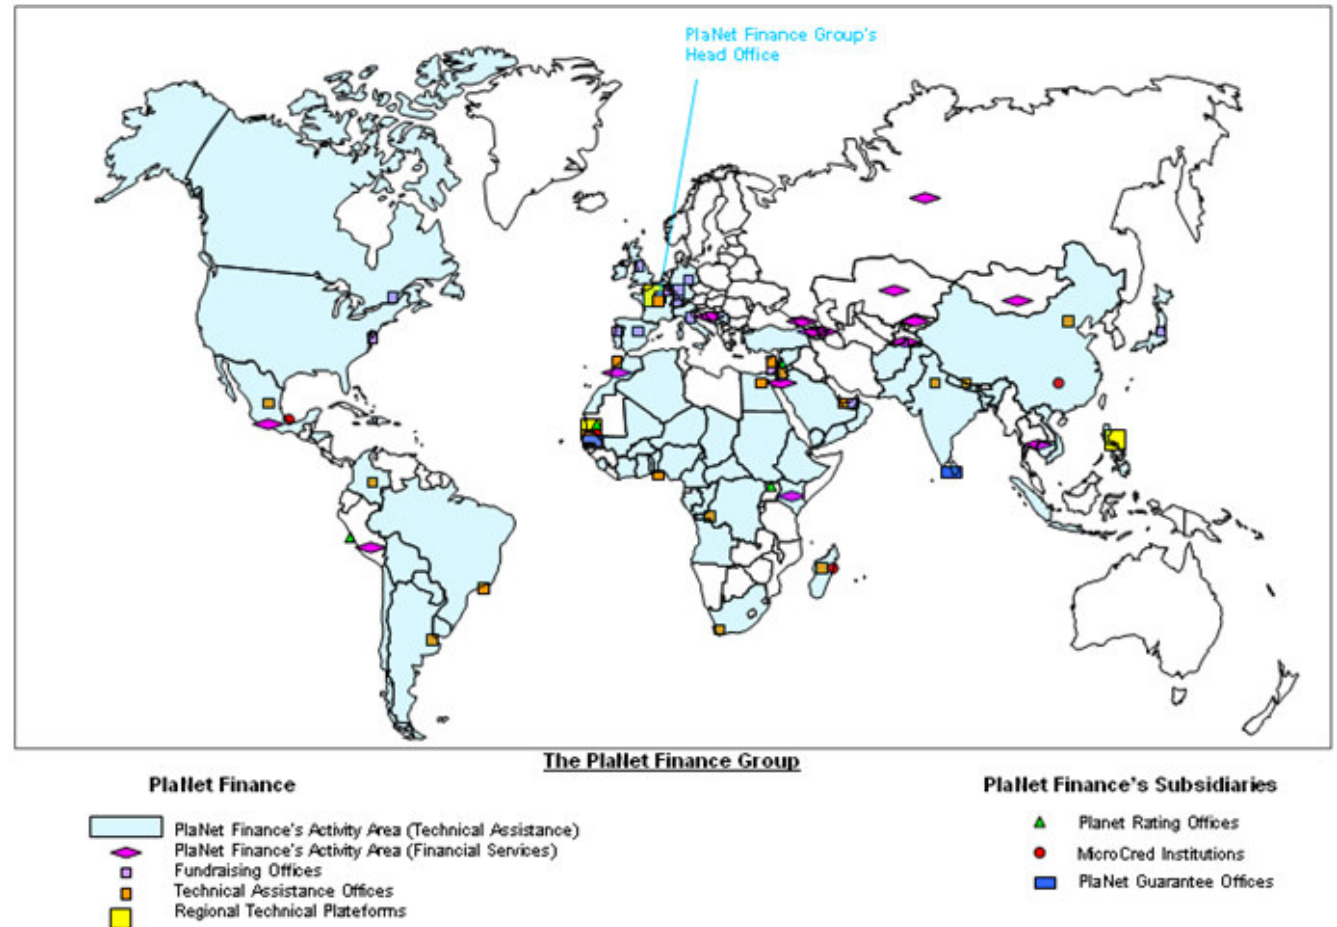 PlaNet Finance Group's
Head Office
The PlaNet Finance Group
PlaNet Finance
PlaNet Finance's Activity Area (Technical Assistance)
PlaNet Finance's Activity Area (Financial Services)
Fundraising Offices
Technical Assistance Offices
Regional Technical Plateforms
PlaNet Finance's Subsidiaries
Planet Rating Offices
MicroCred Institutions
PlaNet Guarantee Offices